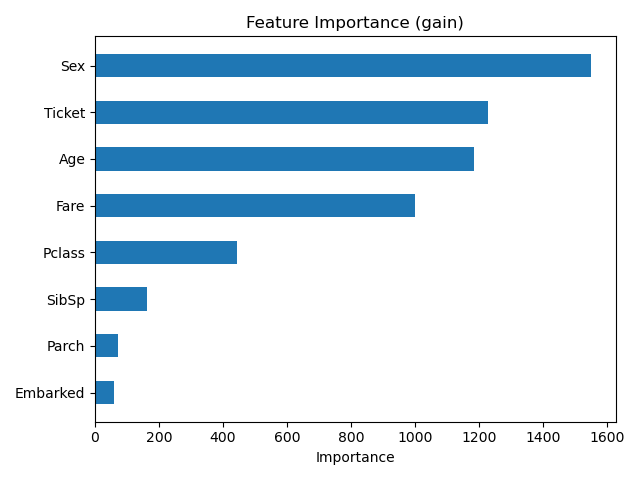 Feature Importance (gain)
Sex
Ticket
Age
Fare
Pclass
SibSp
Parch
Embarked
0 200 400 600 800 1000 1200 1400 1600
Importance